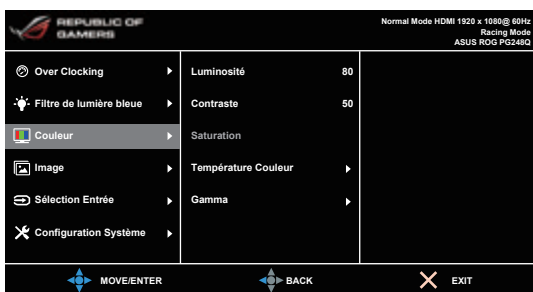 REPUBLIC OF
GAMERS
Normal Mode HDMI 1920 x 1080@ 60Hz
Racing Mode
ASUS ROG PG248Q
Over Clocking
Filtre de lumière bleue
Couleur
Image
Sélection Entrée
Configuration Système
Luminosité 80
Contraste 50
Saturation
Température Couleur
Gamma
MOVE/ENTER BACK EXIT